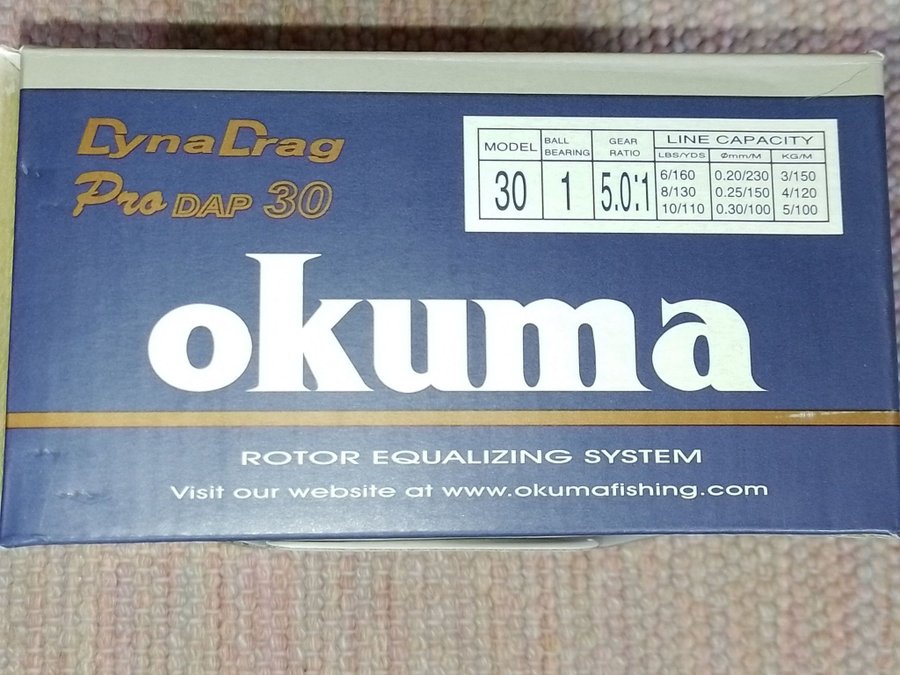 DynaDrag
Pro DAP 30
MODEL BALL BEARING GEAR RATIO LINE CAPACITY
LBS/YDS Ømm/M KG/M
30 1 5.0:1 6/160 0.20/230 3/150
8/130 0.25/150 4/120
10/110 0.30/100 5/100
okuma
ROTOR EQUALIZING SYSTEM
Visit our website at www.okumafishing.com